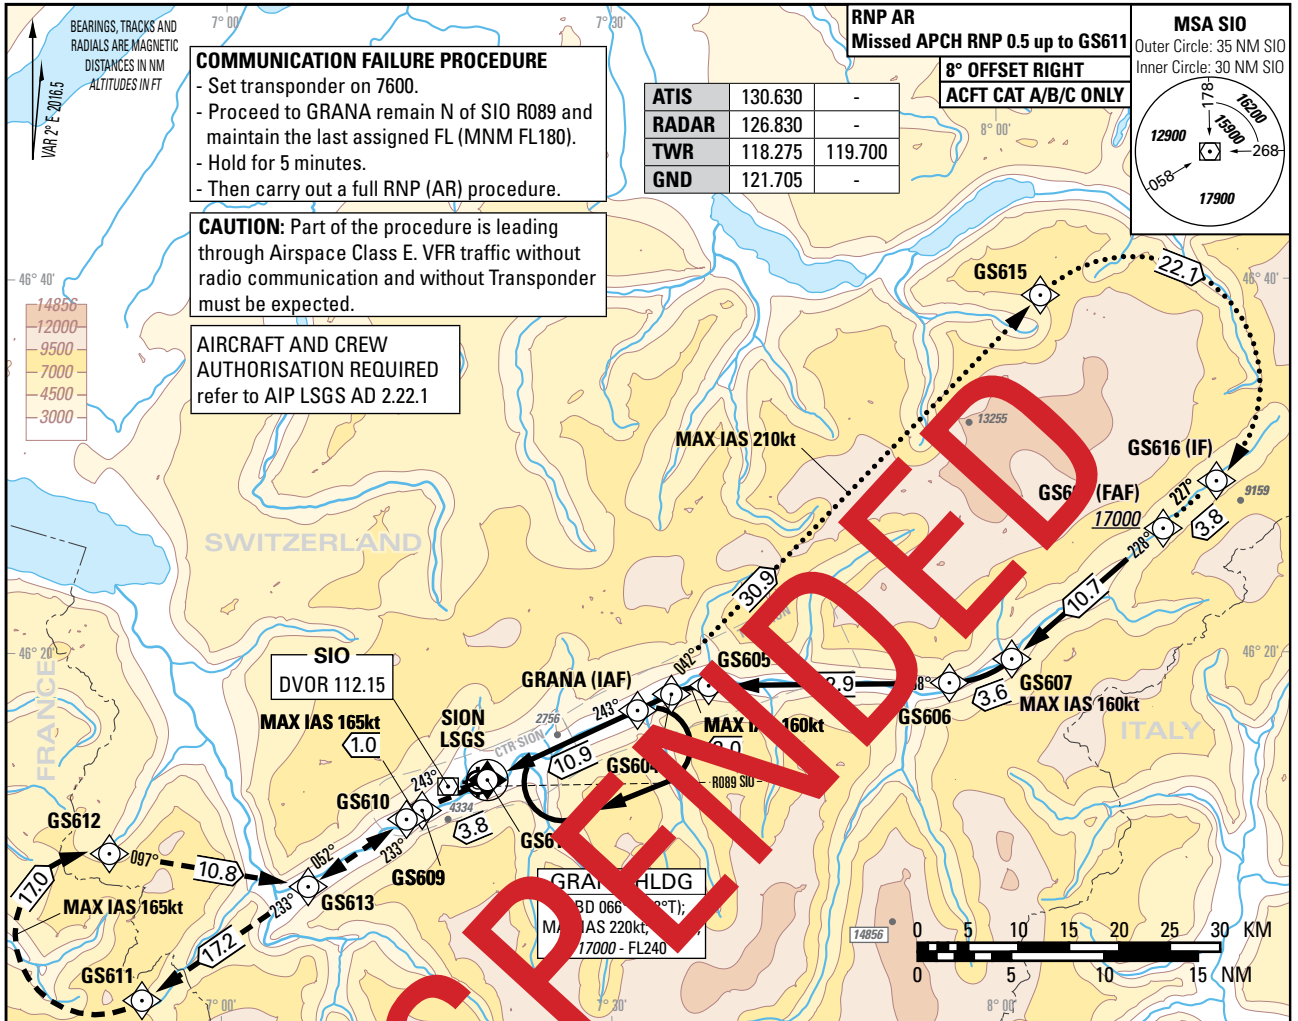 BEARINGS, TRACKS AND
RADIALS ARE MAGNETIC
DISTANCES IN NM
ALTITUDES IN FT
VAR 2° E 2016.5
7° 00'
7° 30'
COMMUNICATION FAILURE PROCEDURE
- Set transponder on 7600.
- Proceed to GRANA remain N of SIO R089 and
maintain the last assigned FL (MNM FL180).
- Hold for 5 minutes.
- Then carry out a full RNP (AR) procedure.
CAUTION: Part of the procedure is leading
through Airspace Class E. VFR traffic without
radio communication and without Transponder
must be expected.
AIRCRAFT AND CREW
AUTHORISATION REQUIRED
refer to AIP LSGS AD 2.22.1
ATIS 130.630 -
RADAR 126.830 -
TWR 118.275 119.700
GND 121.705 -
RNP AR
Missed APCH RNP 0.5 up to GS611
8° OFFSET RIGHT
ACFT CAT A/B/C ONLY
8° 00'
MSA SIO
Outer Circle: 35 NM SIO
Inner Circle: 30 NM SIO
178
16200
15900
12900
268
058
17900
46° 40'
46° 40'
14856
12000
9500
7000
4500
3000
GS615
22.1
13255
MAX IAS 210kt
GS616 (IF)
227°
9159
(FAF)
17000
3.8
228°
10.7
SWITZERLAND
30.9
46° 20'
46° 20'
FRANCE
SIO
DVOR 112.15
042°
GS605
GRANA (IAF)
GS607
MAX IAS 160kt
3.6
GS606
MAX IAS 165kt
1.0
SION
LSGS
243°
2756
CTR SION
10.9
GS604
R089 SIO
ITALY
243°
GS610
4334
3.8
233°
GS609
GS612
097°
10.8
052°
GS613
233°
17.0
MAX IAS 165kt
17.2
GS611
HLDG
MAX IAS 220kt,
17000 - FL240
14856
0 5 10 15 20 25 30 KM
0 5 10 15 NM
7° 00'
8° 00'